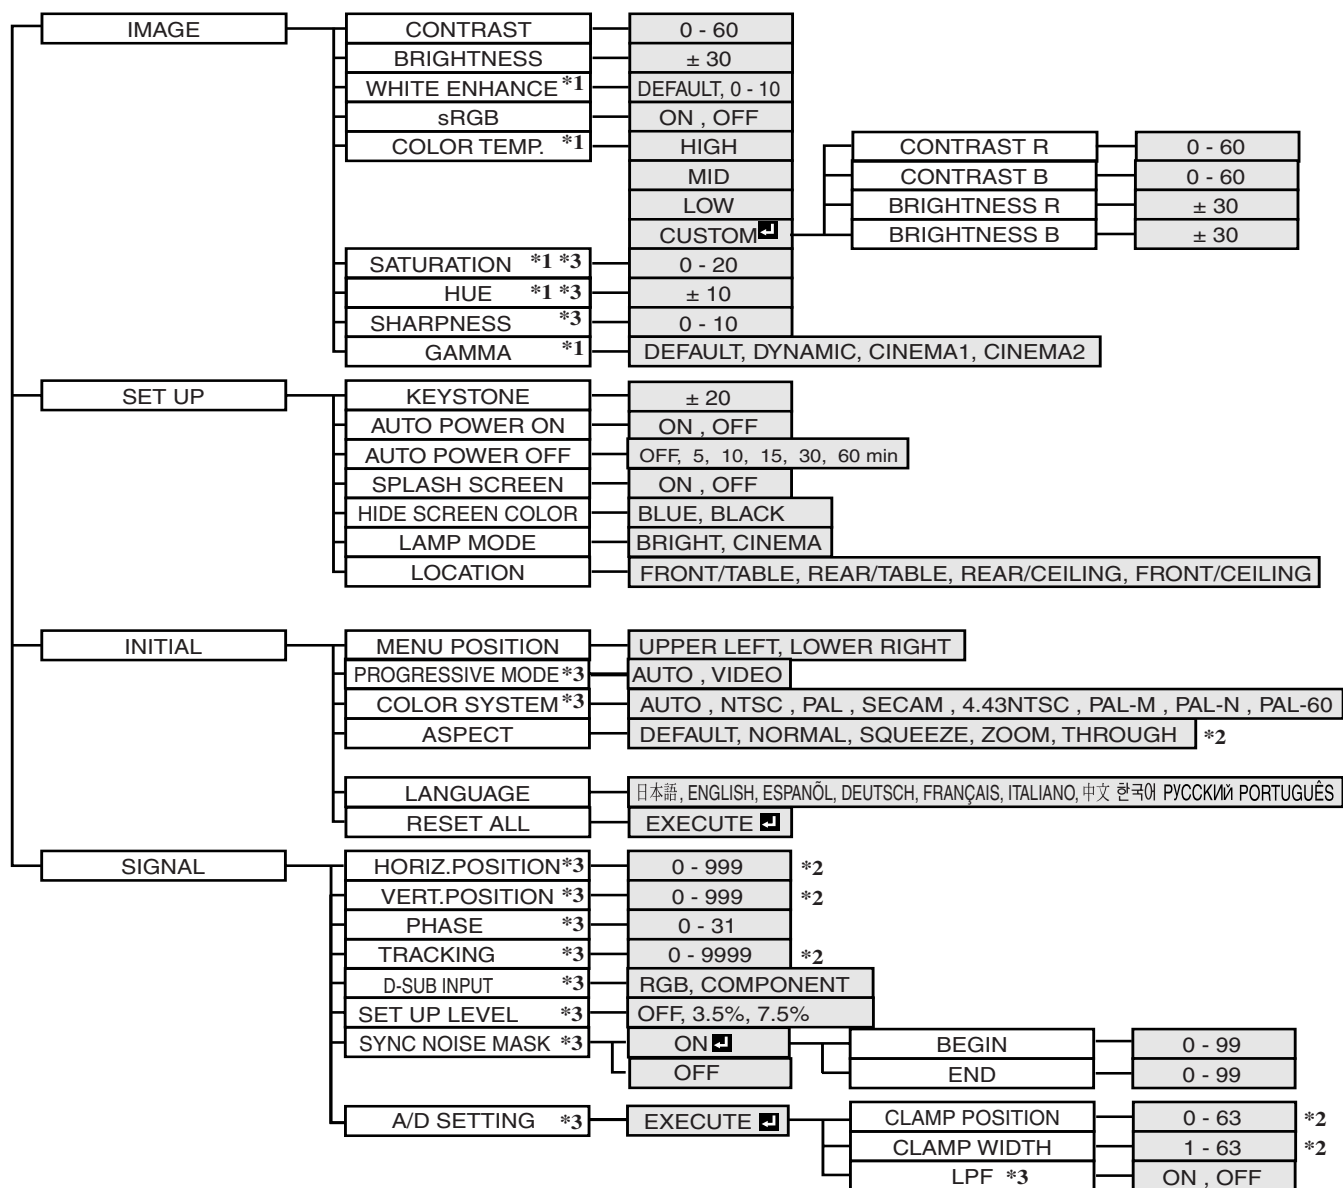 IMAGE CONTRAST 0 - 60
BRIGHTNESS ± 30
WHITE ENHANCE *1 DEFAULT, 0 - 10
sRGB ON , OFF
COLOR TEMP. *1 HIGH CONTRAST R 0 - 60
MID CONTRAST B 0 - 60
LOW BRIGHTNESS R ± 30
CUSTOM BRIGHTNESS B ± 30
SATURATION *1 *3 0 - 20
HUE *1 *3 ± 10
SHARPNESS *3 0 - 10
GAMMA *1 DEFAULT, DYNAMIC, CINEMA1, CINEMA2
SET UP KEYSTONE ± 20
AUTO POWER ON ON , OFF
AUTO POWER OFF OFF, 5, 10, 15, 30, 60 min
SPLASH SCREEN ON , OFF
HIDE SCREEN COLOR BLUE, BLACK
LAMP MODE BRIGHT, CINEMA
LOCATION FRONT/TABLE, REAR/TABLE, REAR/CEILING, FRONT/CEILING
INITIAL MENU POSITION UPPER LEFT, LOWER RIGHT
PROGRESSIVE MODE *3 AUTO , VIDEO
COLOR SYSTEM *3 AUTO , NTSC , PAL , SECAM , 4.43NTSC , PAL-M , PAL-N , PAL-60
ASPECT DEFAULT, NORMAL, SQUEEZE, ZOOM, THROUGH *2
LANGUAGE 日本語, ENGLISH, ESPANÕL, DEUTSCH, FRANÇAIS, ITALIANO, 中文 한국어 РУССКИЙ PORTUGUÊS
RESET ALL EXECUTE
SIGNAL HORIZ.POSITION *3 0 - 999 *2
VERT.POSITION *3 0 - 999 *2
PHASE *3 0 - 31
TRACKING *3 0 - 9999 *2
D-SUB INPUT *3 RGB, COMPONENT
SET UP LEVEL *3 OFF, 3.5%, 7.5%
SYNC NOISE MASK *3 ON BEGIN 0 - 99
OFF END 0 - 99
A/D SETTING *3 EXECUTE CLAMP POSITION 0 - 63 *2
CLAMP WIDTH 1 - 63 *2
LPF *3 ON , OFF